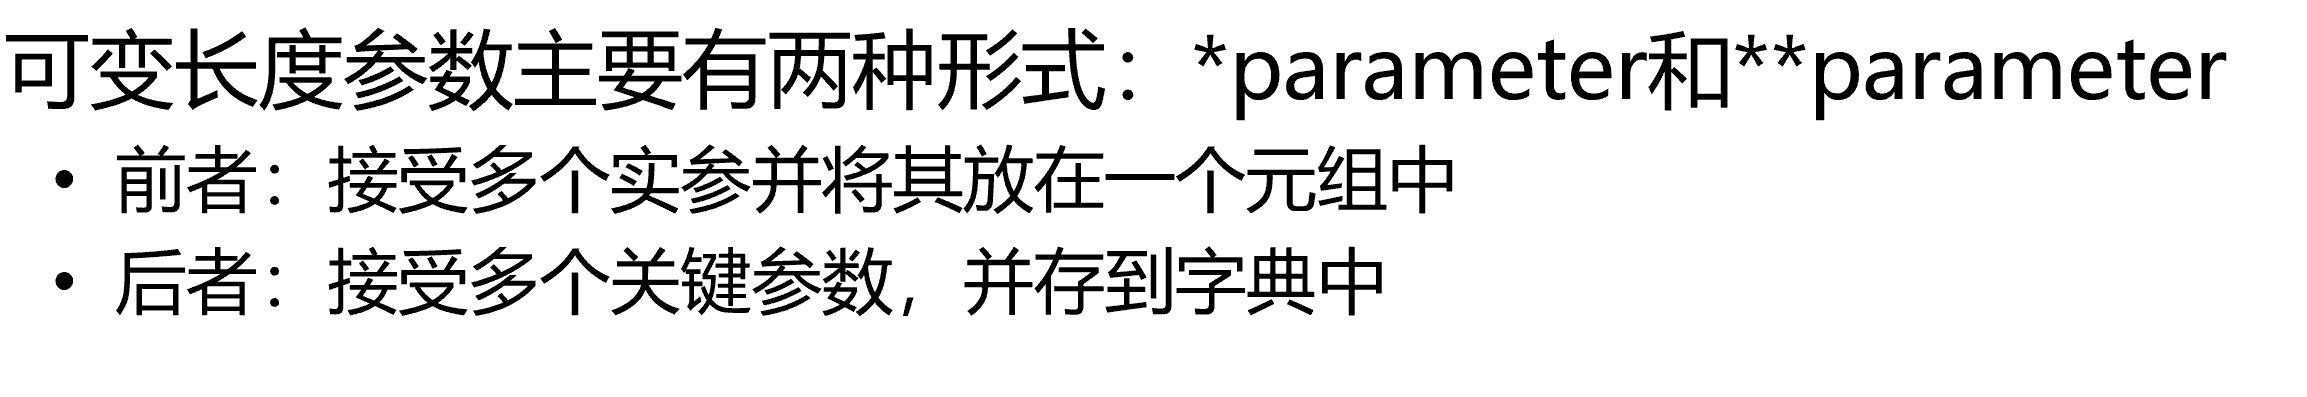 可变长度参数主要有两种形式：*parameter和**parameter
• 前者：接受多个实参并将其放在一个元组中
• 后者：接受多个关键参数，并存到字典中